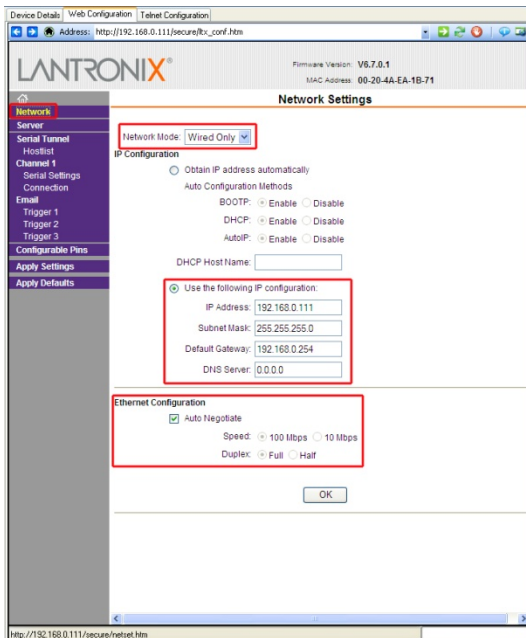 Device Details Web Configuration Telnet Configuration
Address: http://192.168.0.111/secure/ltx_conf.htm
LANTRONIX®
Firmware Version: V6.7.0.1
MAC Address: 00-20-4A-EA-1B-71
Network
Server
Serial Tunnel
Hostlist
Channel 1
Serial Settings
Connection
Email
Trigger 1
Trigger 2
Trigger 3
Configurable Pins
Apply Settings
Apply Defaults
Network Settings
Network Mode: Wired Only
IP Configuration
Obtain IP address automatically
Auto Configuration Methods
BOOTP: Enable Disable
DHCP: Enable Disable
AutoIP: Enable Disable
DHCP Host Name:
Use the following IP configuration:
IP Address: 192.168.0.111
Subnet Mask: 255.255.255.0
Default Gateway: 192.168.0.254
DNS Server: 0.0.0.0
Ethernet Configuration
Auto Negotiate
Speed: 100 Mbps 10 Mbps
Duplex: Full Half
OK
http://192.168.0.111/secure/netset.htm